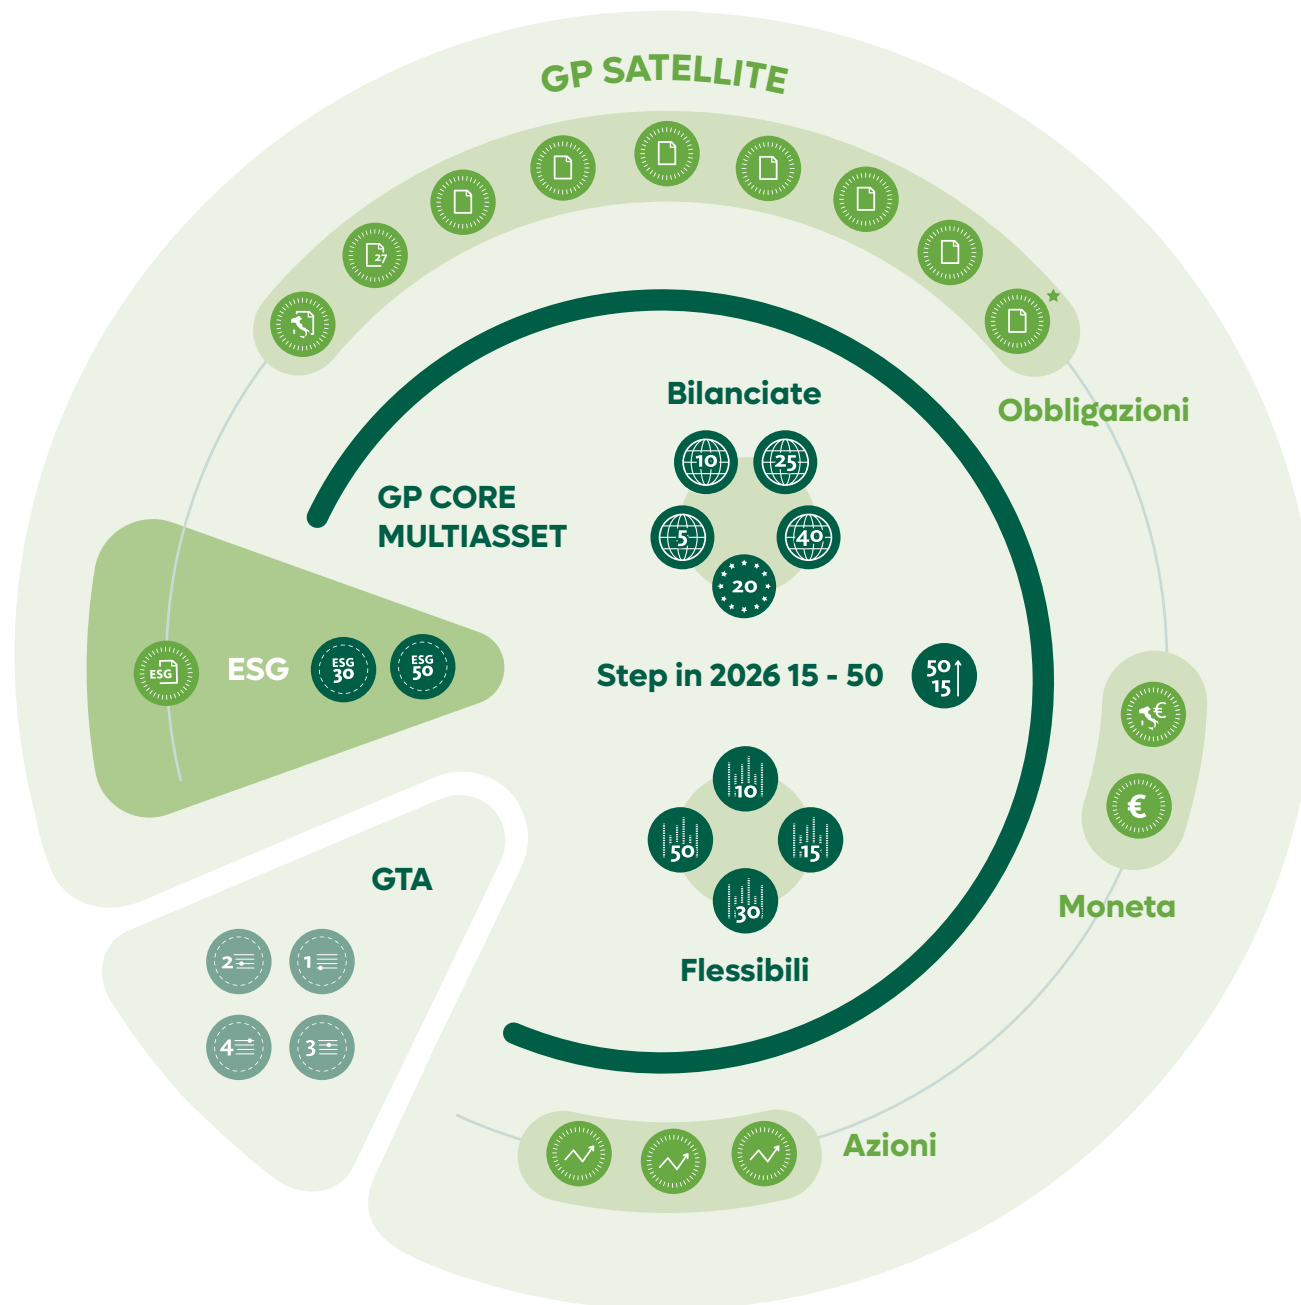 GP SATELLITE
27
Obbligazioni
Bilanciate
10
25
5
40
20
GP CORE
MULTIASSET
ESG
ESG
ESG
30
ESG
50
Step in 2026 15 - 50
50
15
€
€
Moneta
10
50
15
30
Flessibili
GTA
2
1
4
3
Azioni